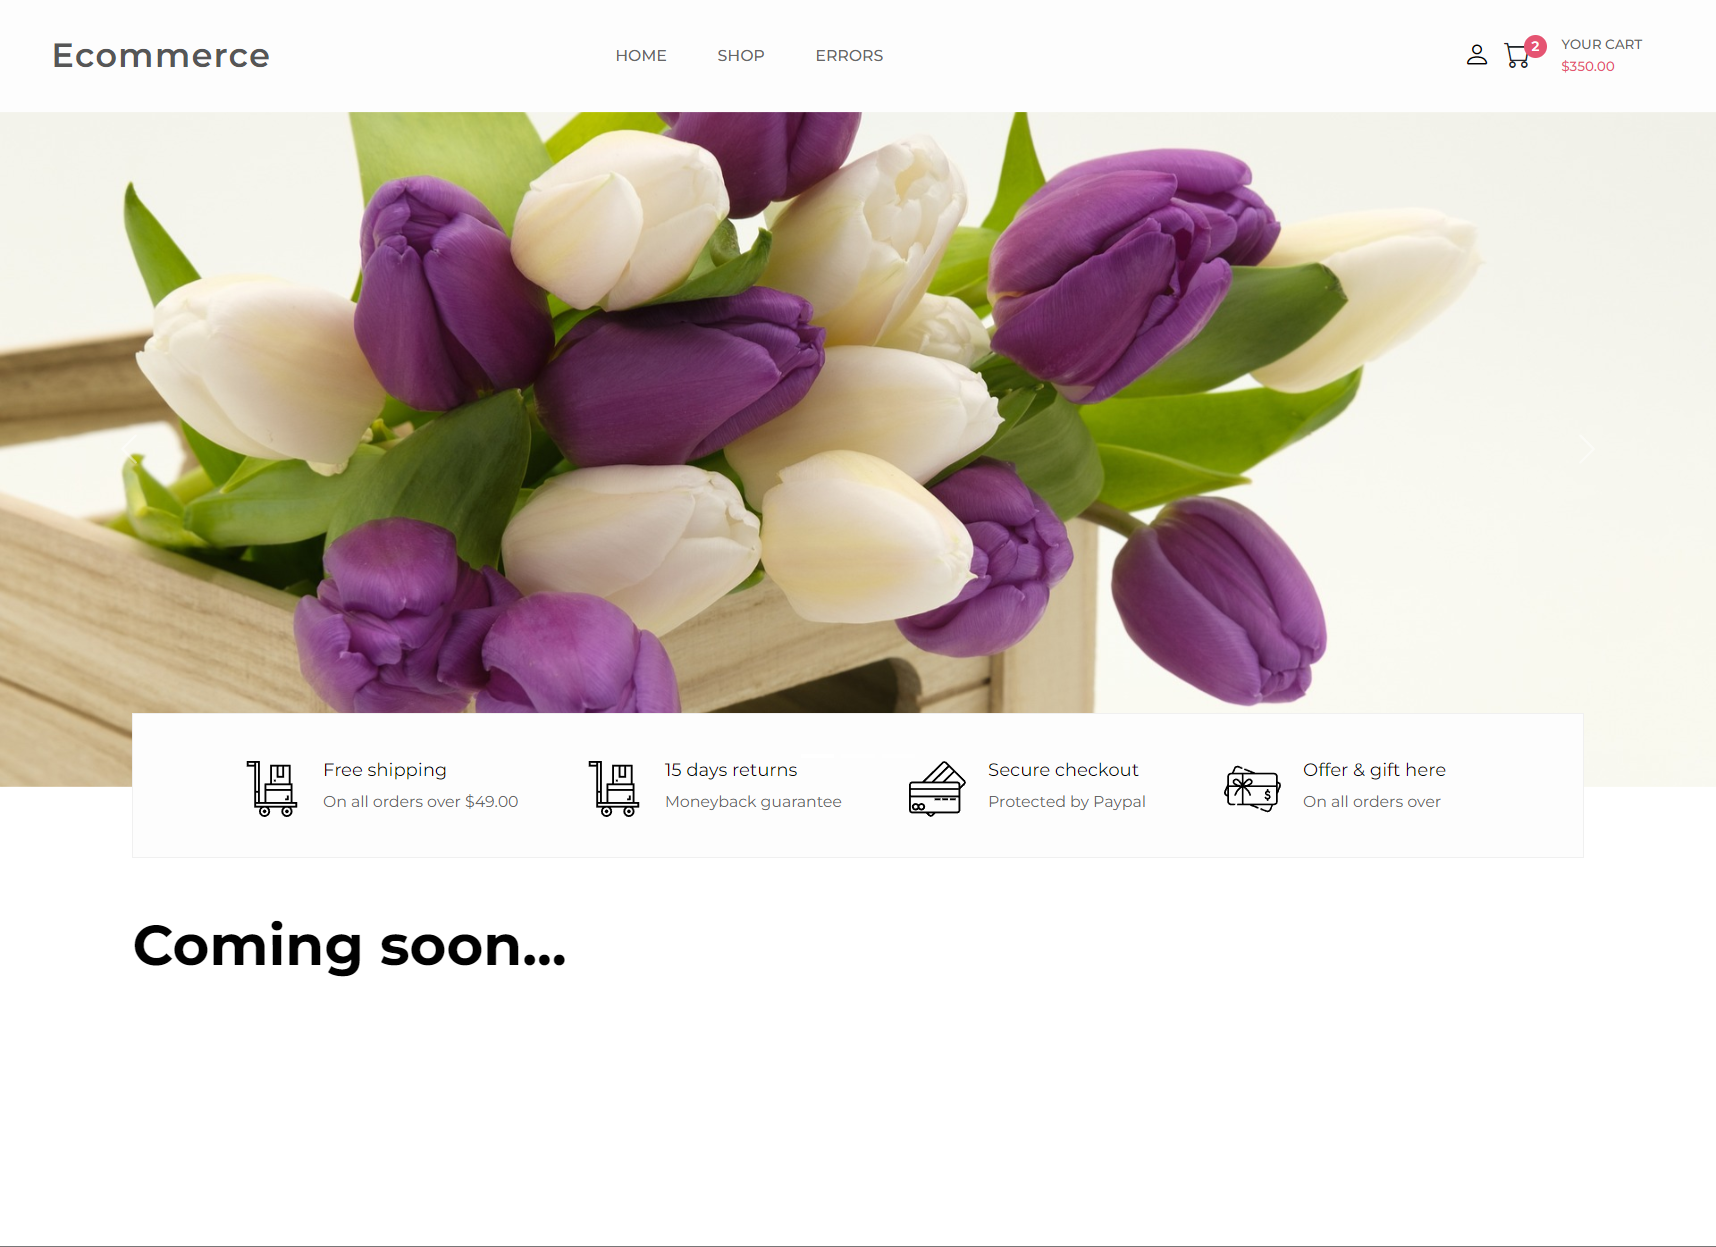 Ecommerce
HOME
SHOP
ERRORS
2
YOUR CART
$350.00
Free shipping
On all orders over $49.00
15 days returns
Moneyback guarantee
Secure checkout
Protected by Paypal
$
Offer & gift here
On all orders over
Coming soon...